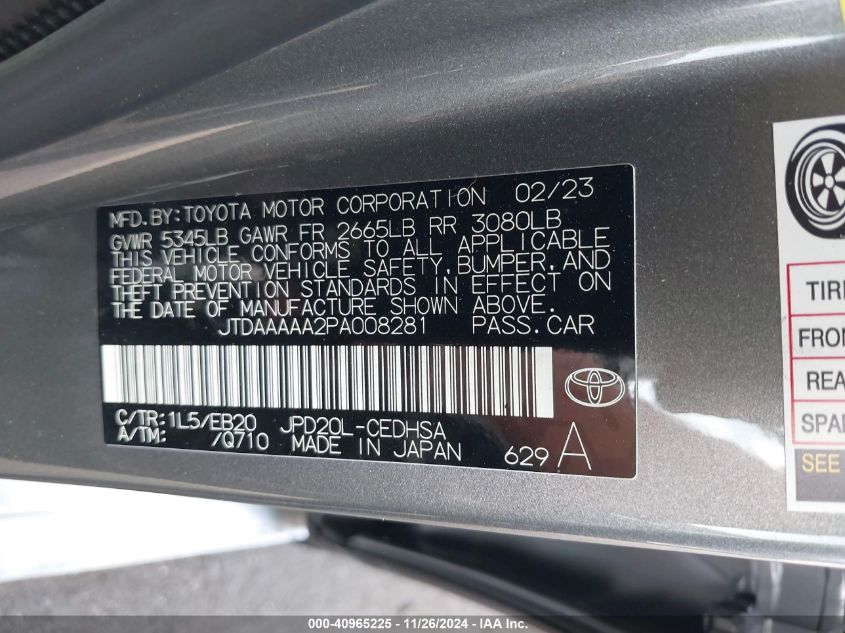 MFD. BY: TOYOTA MOTOR CORPORATION 02/23
GVWR 5345LB GAWR FR 2665LB RR 3080LB
THIS VEHICLE CONFORMS TO ALL APPLICABLE
FEDERAL MOTOR VEHICLE SAFETY, BUMPER, AND
THEFT PREVENTION STANDARDS IN EFFECT ON
THE DATE OF MANUFACTURE SHOWN ABOVE.
JTDAAAAA2PA008281 PASS. CAR
C/TR: 1L5/EB20 JPD20L-CEDHSA
A/TM: /Q710 MADE IN JAPAN 629 A
TIRE
FRON
REA
SPA
SEE
000-40965225 - 11/26/2024 - IAA Inc.